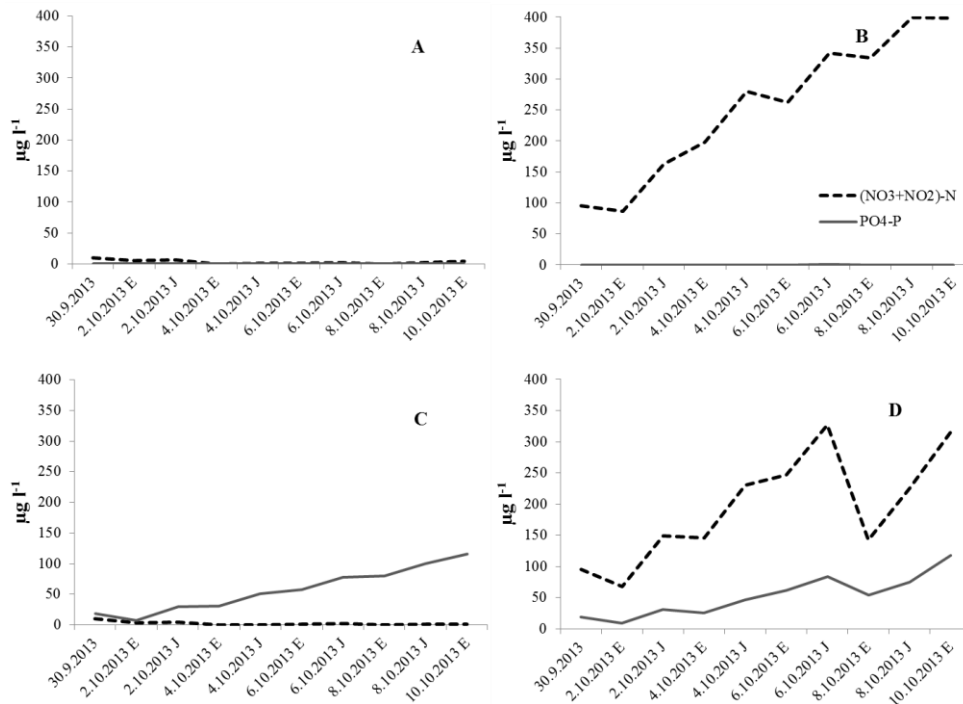 A
400
350
300
250
200
150
100
50
0
µg l-1
30.9.2013
2.10.2013 E
2.10.2013 J
4.10.2013 E
4.10.2013 J
6.10.2013 E
6.10.2013 J
8.10.2013 E
8.10.2013 J
10.10.2013 E
B
400
350
300
250
200
150
100
50
0
µg l-1
(NO3+NO2)-N
PO4-P
30.9.2013
2.10.2013 E
2.10.2013 J
4.10.2013 E
4.10.2013 J
6.10.2013 E
6.10.2013 J
8.10.2013 E
8.10.2013 J
10.10.2013 E
C
400
350
300
250
200
150
100
50
0
µg l-1
30.9.2013
2.10.2013 E
2.10.2013 J
4.10.2013 E
4.10.2013 J
6.10.2013 E
6.10.2013 J
8.10.2013 E
8.10.2013 J
10.10.2013 E
D
400
350
300
250
200
150
100
50
0
µg l-1
30.9.2013
2.10.2013 E
2.10.2013 J
4.10.2013 E
4.10.2013 J
6.10.2013 E
6.10.2013 J
8.10.2013 E
8.10.2013 J
10.10.2013 E